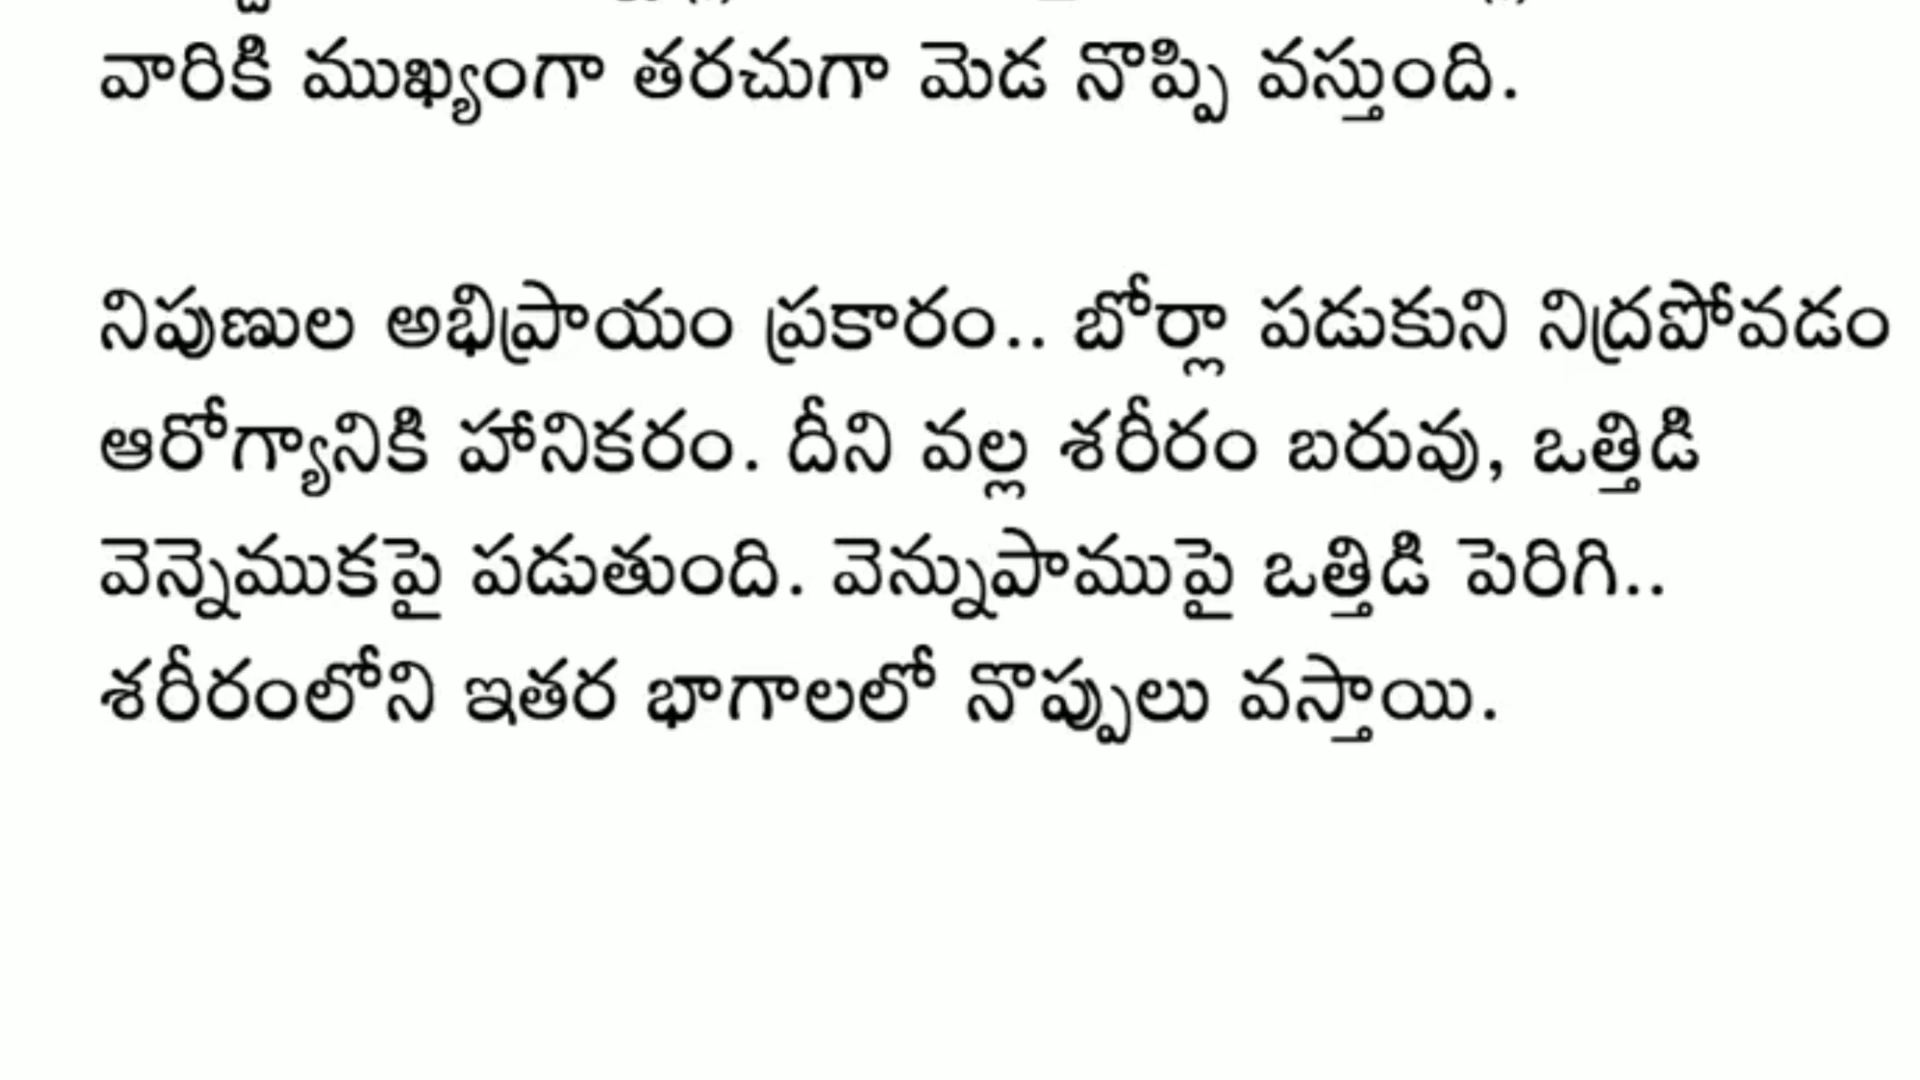 వారికి ముఖ్యంగా తరచుగా మెడ నొప్పి వస్తుంది.
నిపుణుల అభిప్రాయం ప్రకారం.. బోర్లా పడుకుని నిద్రపోవడం
ఆరోగ్యానికి హానికరం. దీని వల్ల శరీరం బరువు, ఒత్తిడి
వెన్నెముకపై పడుతుంది. వెన్నుపాముపై ఒత్తిడి పెరిగి..
శరీరంలోని ఇతర భాగాలలో నొప్పులు వస్తాయి.